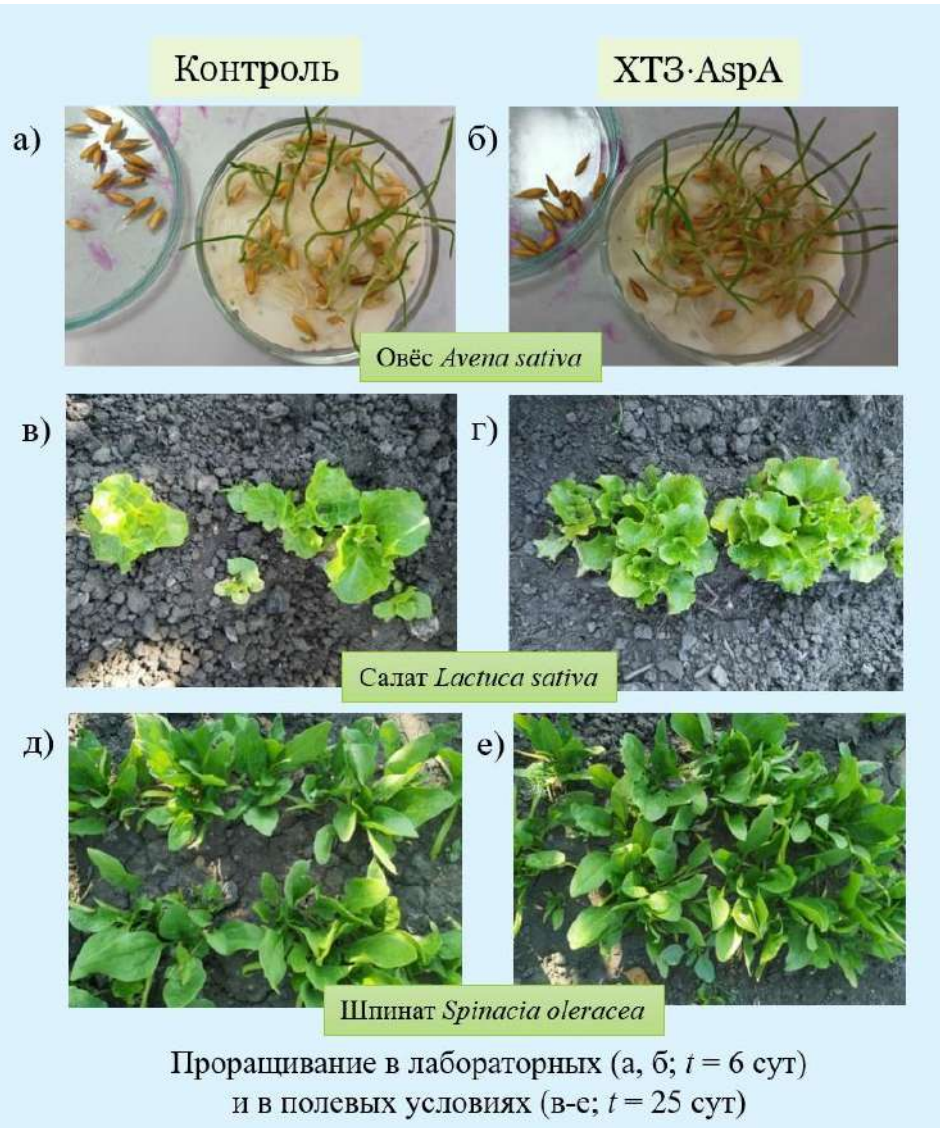 Контроль
ХТЗ·AspA
а)
б)
Овёс Avena sativa
в)
г)
Салат Lactuca sativa
д)
е)
Шпинат Spinacia oleracea
Проращивание в лабораторных (а, б; t = 6 сут)
и в полевых условиях (в-е; t = 25 сут)